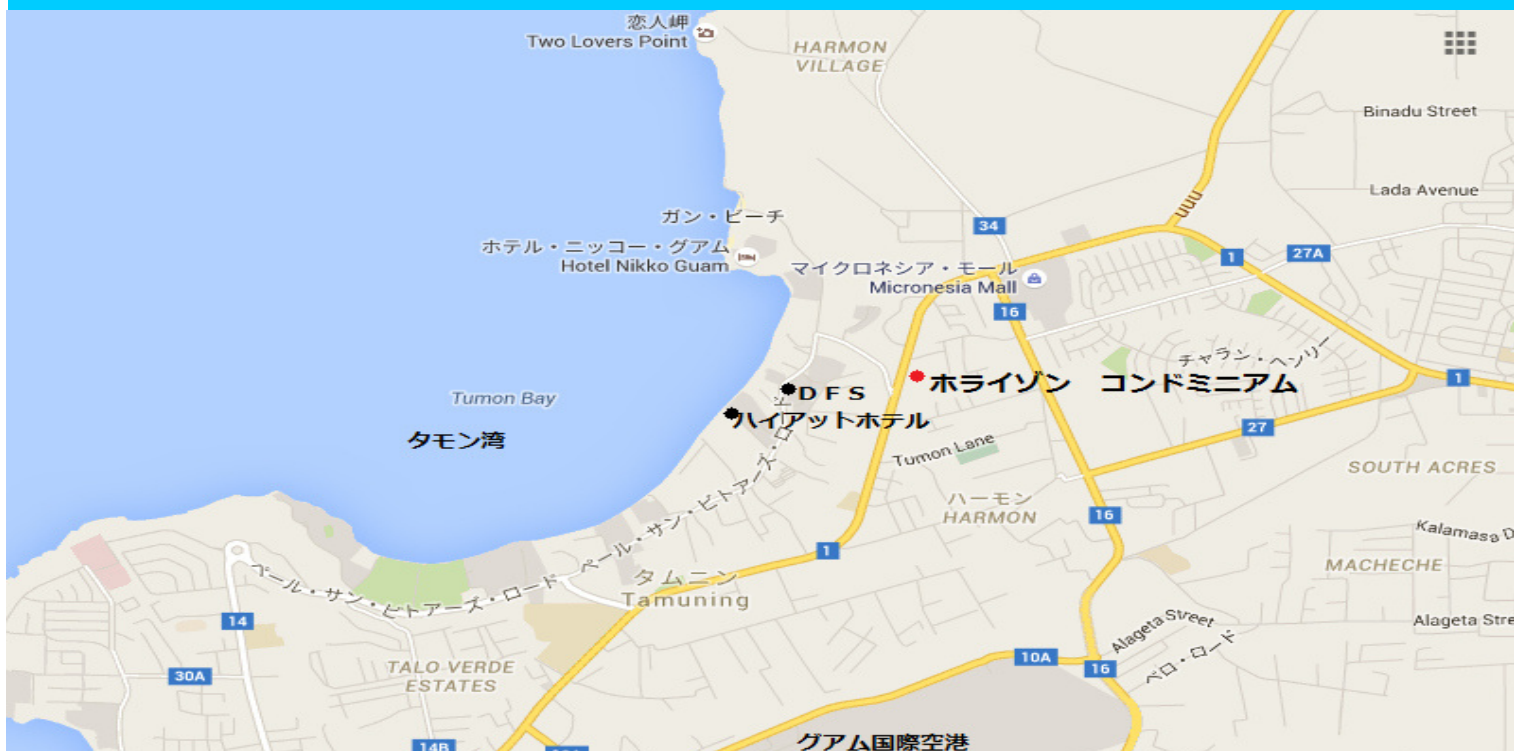 恋人岬
Two Lovers Point
HARMON
VILLAGE
Binadu Street
Lada Avenue
ガン・ビーチ
34
ホテル・ニッコー・グアム
Hotel Nikko Guam
マイクロネシア・モール
Micronesia Mall
1
27A
16
チャラン・ヘンリー
ホライゾン　コンドミニアム
1
ＤＦＳ
ハイアットホテル
Tumon Bay
タモン湾
27
Tumon Lane
SOUTH ACRES
ハーモン
HARMON
16
Kalamasa D
1
MACHECHE
ペール・サン・ビトアーズ・ロード
ペール・サン・ビトアーズ・ロード
タムニン
Tamuning
14
Alageta Street
Alageta Stre
ベロ・ロード
10A
16
TALO VERDE
ESTATES
30A
14B
グアム国際空港